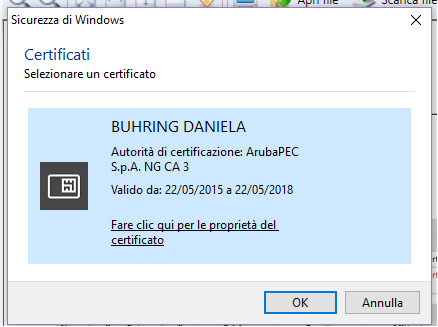 Apri file
Scarica file
Sicurezza di Windows
Certificati
Selezionare un certificato
BUHRING DANIELA
Autorità di certificazione: ArubaPEC
S.p.A. NG CA 3
Valido da: 22/05/2015 a 22/05/2018
Fare clic qui per le proprietà del
certificato
OK
Annulla